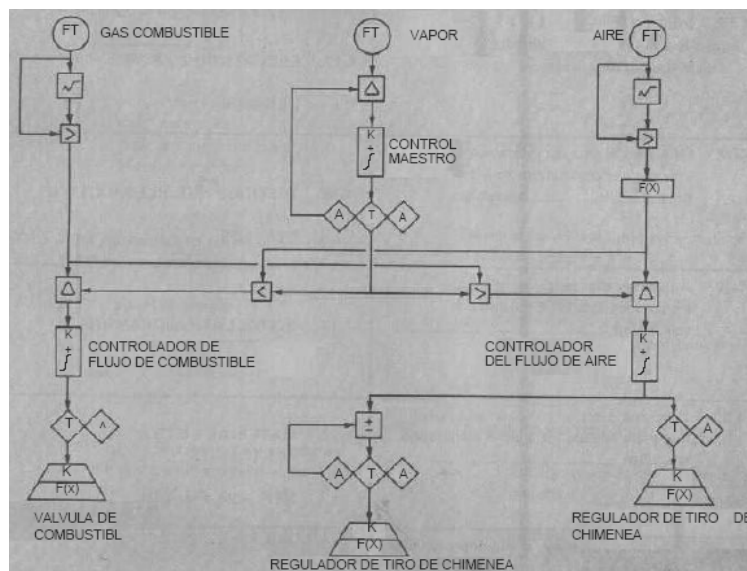 FT
GAS COMBUSTIBLE
FT
VAPOR
AIRE
FT
K
CONTROL
MAESTRO
F(X)
A
T
A
K
CONTROLADOR DE
FLUJO DE COMBUSTIBLE
CONTROLADOR
DEL FLUJO DE AIRE
K
T
^
T
A
A
T
A
K
F(X)
K
F(X)
VALVULA DE
COMBUSTIBL
REGULADOR DE TIRO DE
CHIMENEA
K
F(X)
REGULADOR DE TIRO DE CHIMENEA